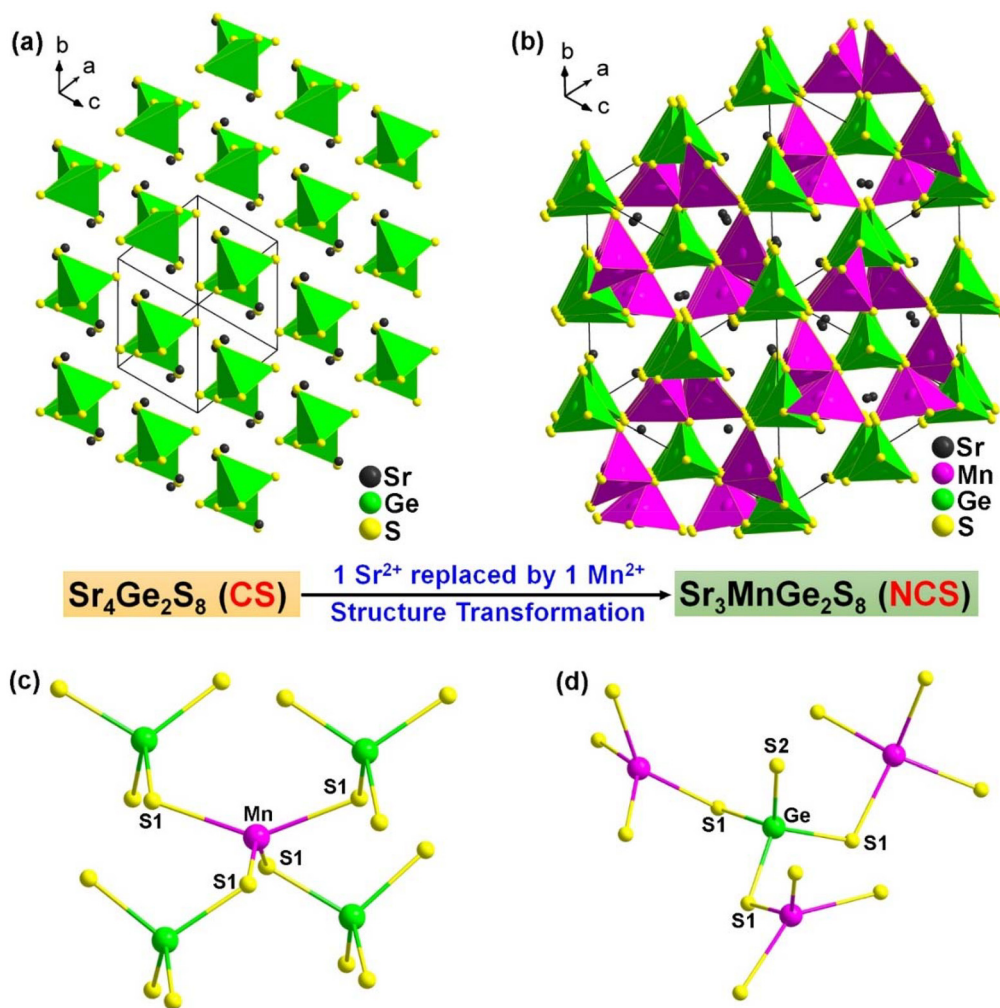 (a)
b
a
c
Sr
Ge
S
(b)
b
a
c
Sr
Mn
Ge
S
Sr₄Ge₂S₈ (CS)
1 Sr²⁺ replaced by 1 Mn²⁺
Structure Transformation
Sr₃MnGe₂S₈ (NCS)
(c)
S1
Mn
S1
S1
S1
(d)
S2
S1
Ge
S1
S1